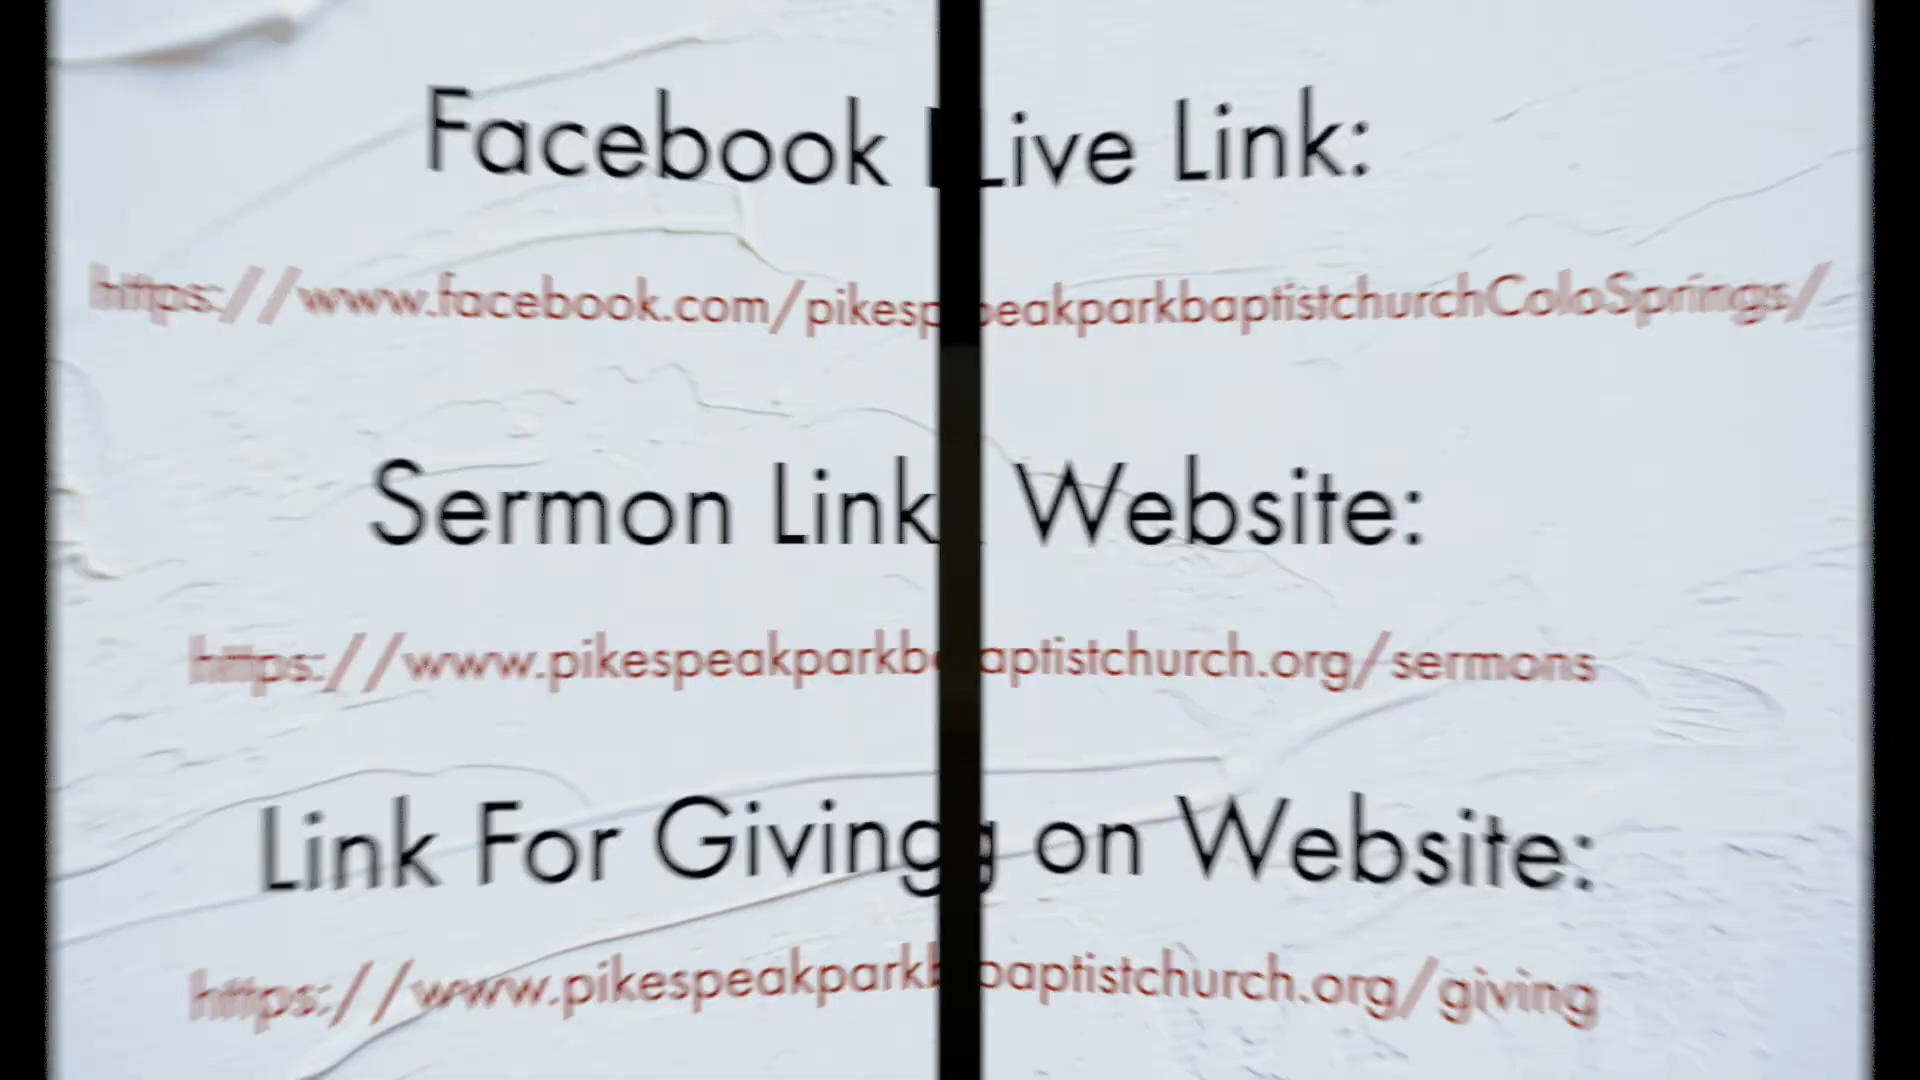 Facebook Live Link:
https://www.facebook.com/pikespeakparkbaptistchurchColoSprings/
Sermon Link Website:
https://www.pikespeakparkbaptistchurch.org/sermons
Link For Giving on Website:
https://www.pikespeakparkbaptistchurch.org/giving